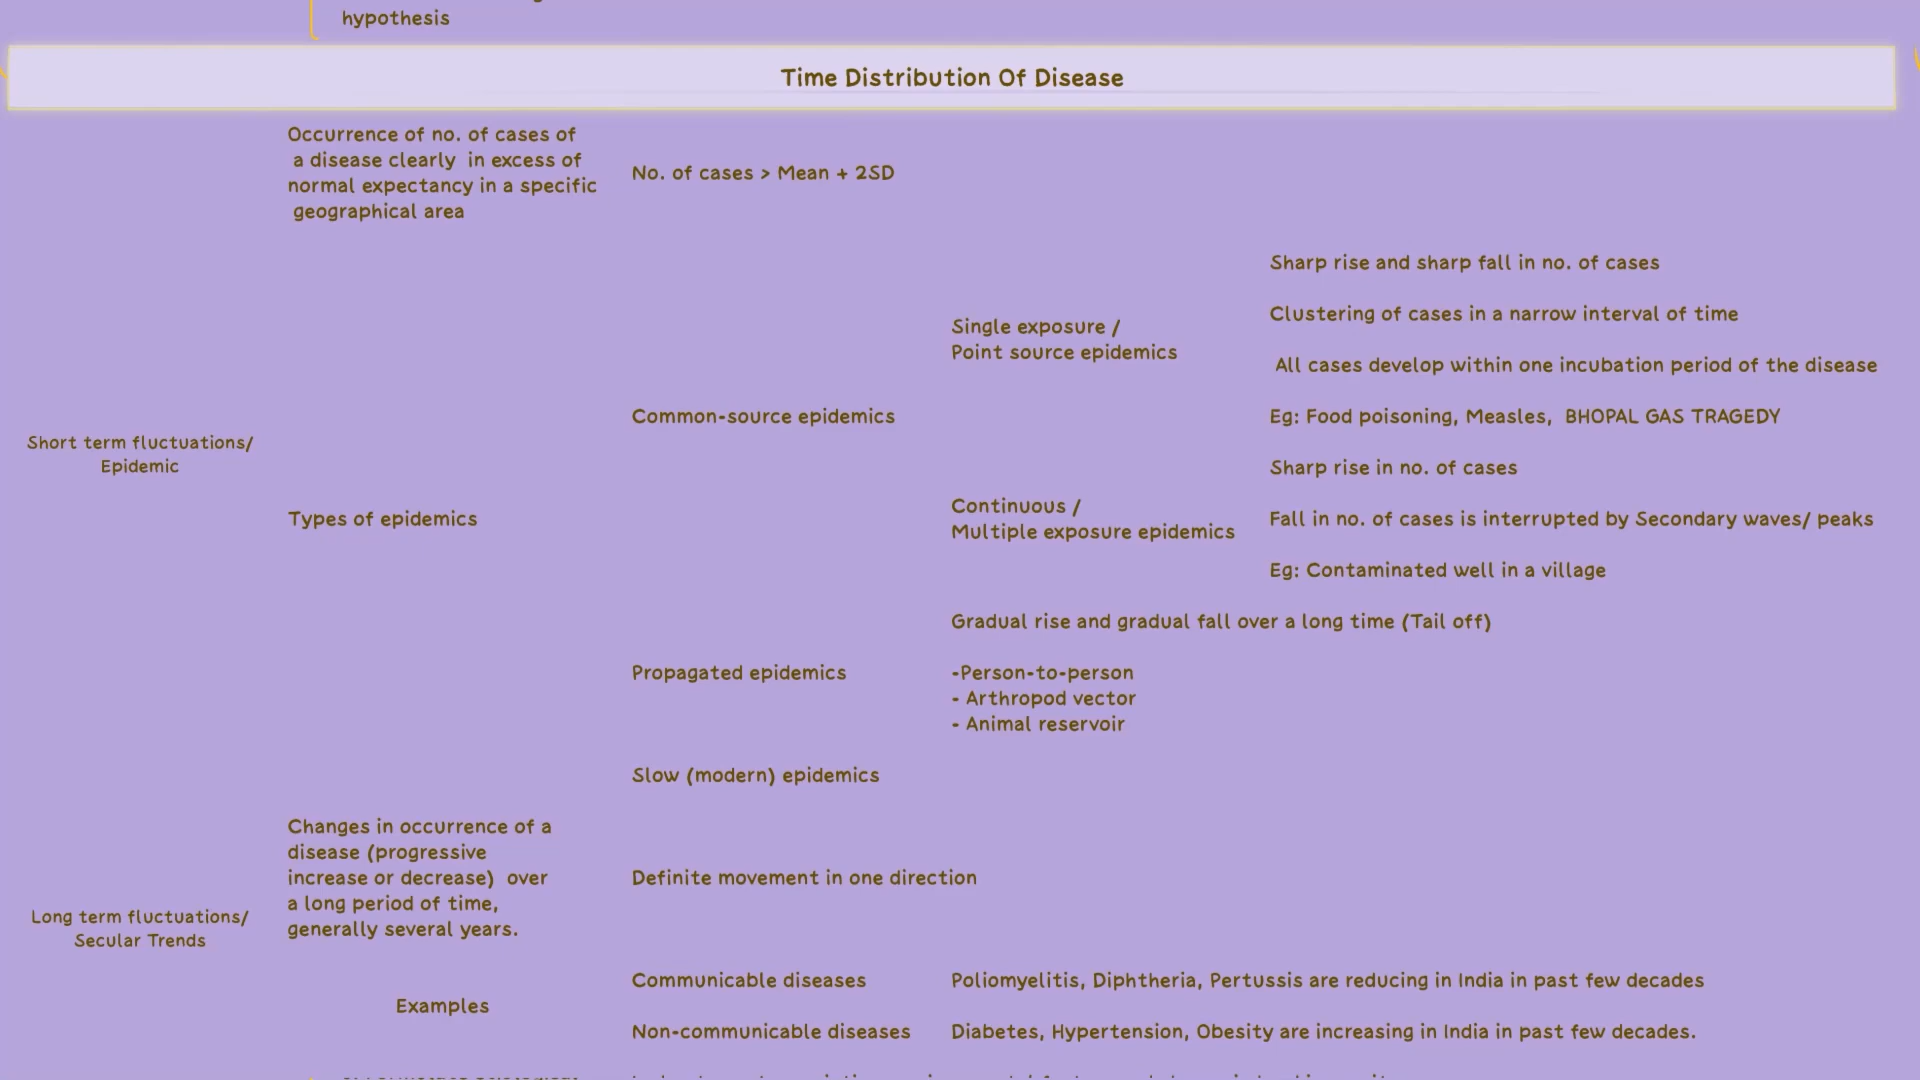 hypothesis
Time Distribution Of Disease
Occurrence of no. of cases of
a disease clearly in excess of
normal expectancy in a specific
geographical area
No. of cases > Mean + 2SD
Sharp rise and sharp fall in no. of cases
Clustering of cases in a narrow interval of time
Single exposure /
Point source epidemics
All cases develop within one incubation period of the disease
Common-source epidemics
Eg: Food poisoning, Measles, BHOPAL GAS TRAGEDY
Short term fluctuations/
Epidemic
Sharp rise in no. of cases
Types of epidemics
Continuous /
Multiple exposure epidemics
Fall in no. of cases is interrupted by Secondary waves/ peaks
Eg: Contaminated well in a village
Gradual rise and gradual fall over a long time (Tail off)
Propagated epidemics
-Person-to-person
- Arthropod vector
- Animal reservoir
Slow (modern) epidemics
Changes in occurrence of a
disease (progressive
increase or decrease) over
a long period of time,
generally several years.
Definite movement in one direction
Long term fluctuations/
Secular Trends
Communicable diseases
Poliomyelitis, Diphtheria, Pertussis are reducing in India in past few decades
Examples
Non-communicable diseases
Diabetes, Hypertension, Obesity are increasing in India in past few decades.